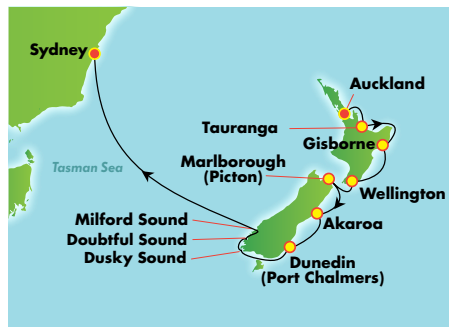 Sydney
Auckland
Tauranga
Gisborne
Tasman Sea
Marlborough
(Picton)
Wellington
Akaroa
Milford Sound
Doubtful Sound
Dusky Sound
Dunedin
(Port Chalmers)